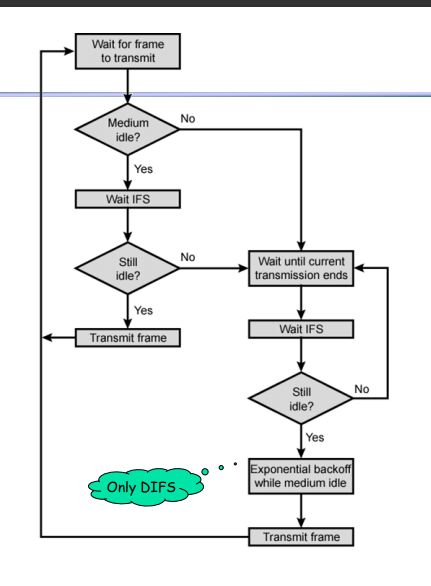 Wait for frame
to transmit
Medium
idle?
No
Yes
Wait IFS
Still
idle?
No
Yes
Transmit frame
Wait until current
transmission ends
Wait IFS
Still
idle?
No
Yes
Exponential backoff
while medium idle
Only DIFS
Transmit frame